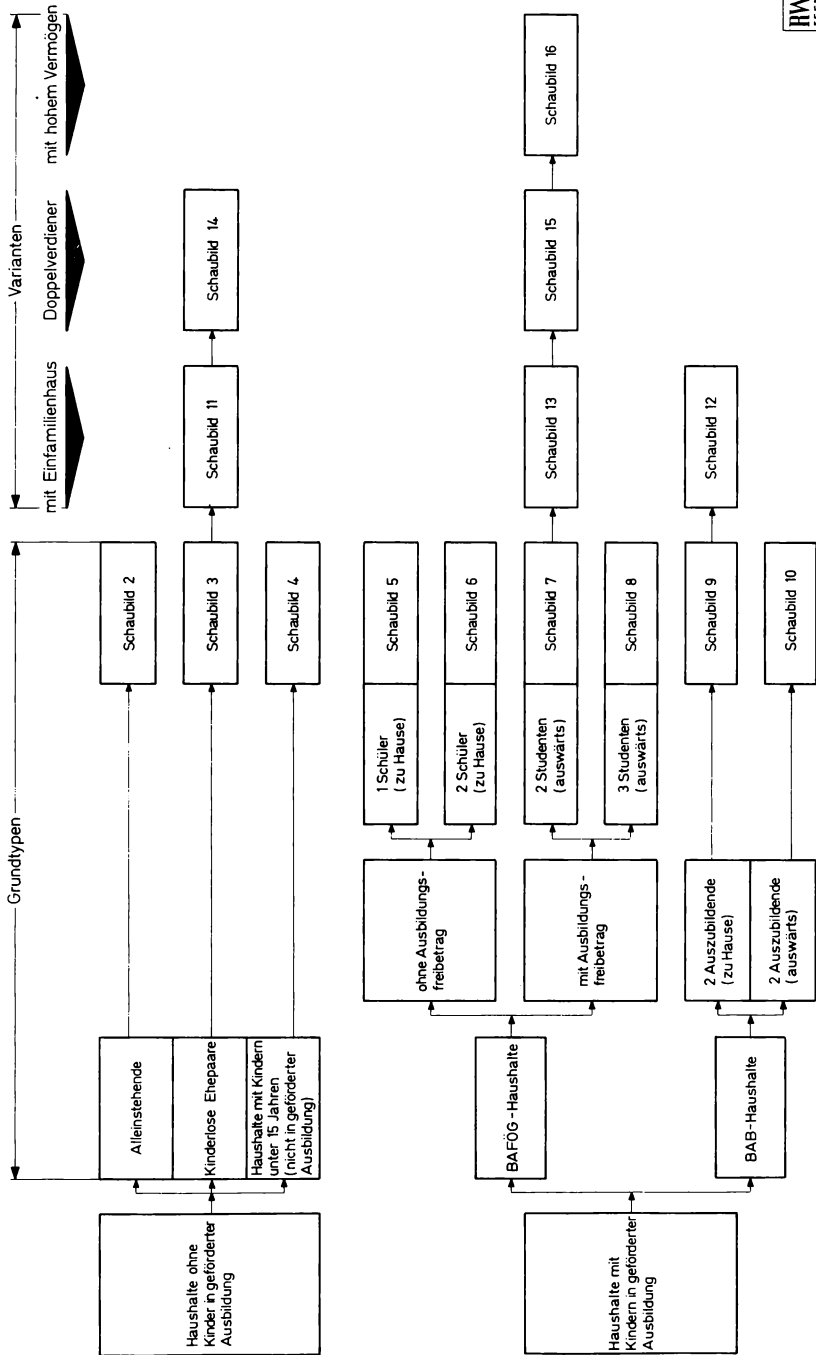 Grundtypen
Varianten
mit Einfamilienhaus
Doppelverdiener
mit hohem Vermögen
Haushalte ohne
Kinder in geförderter
Ausbildung
Alleinstehende
Kinderlose Ehepaare
Haushalte mit Kindern
unter 15 Jahren
(nicht in geförderter
Ausbildung)
Schaubild 2
Schaubild 3
Schaubild 4
Schaubild 11
Schaubild 14
Haushalte mit
Kindern in geförderter
Ausbildung
BAFÖG-Haushalte
BAB-Haushalte
ohne Ausbildungs-
freibetrag
mit Ausbildungs-
freibetrag
1 Schüler
(zu Hause)
Schaubild 5
2 Schüler
(zu Hause)
Schaubild 6
2 Studenten
(auswärts)
Schaubild 7
3 Studenten
(auswärts)
Schaubild 8
2 Auszubildende
(zu Hause)
2 Auszubildende
(auswärts)
Schaubild 9
Schaubild 10
Schaubild 13
Schaubild 15
Schaubild 16
Schaubild 12